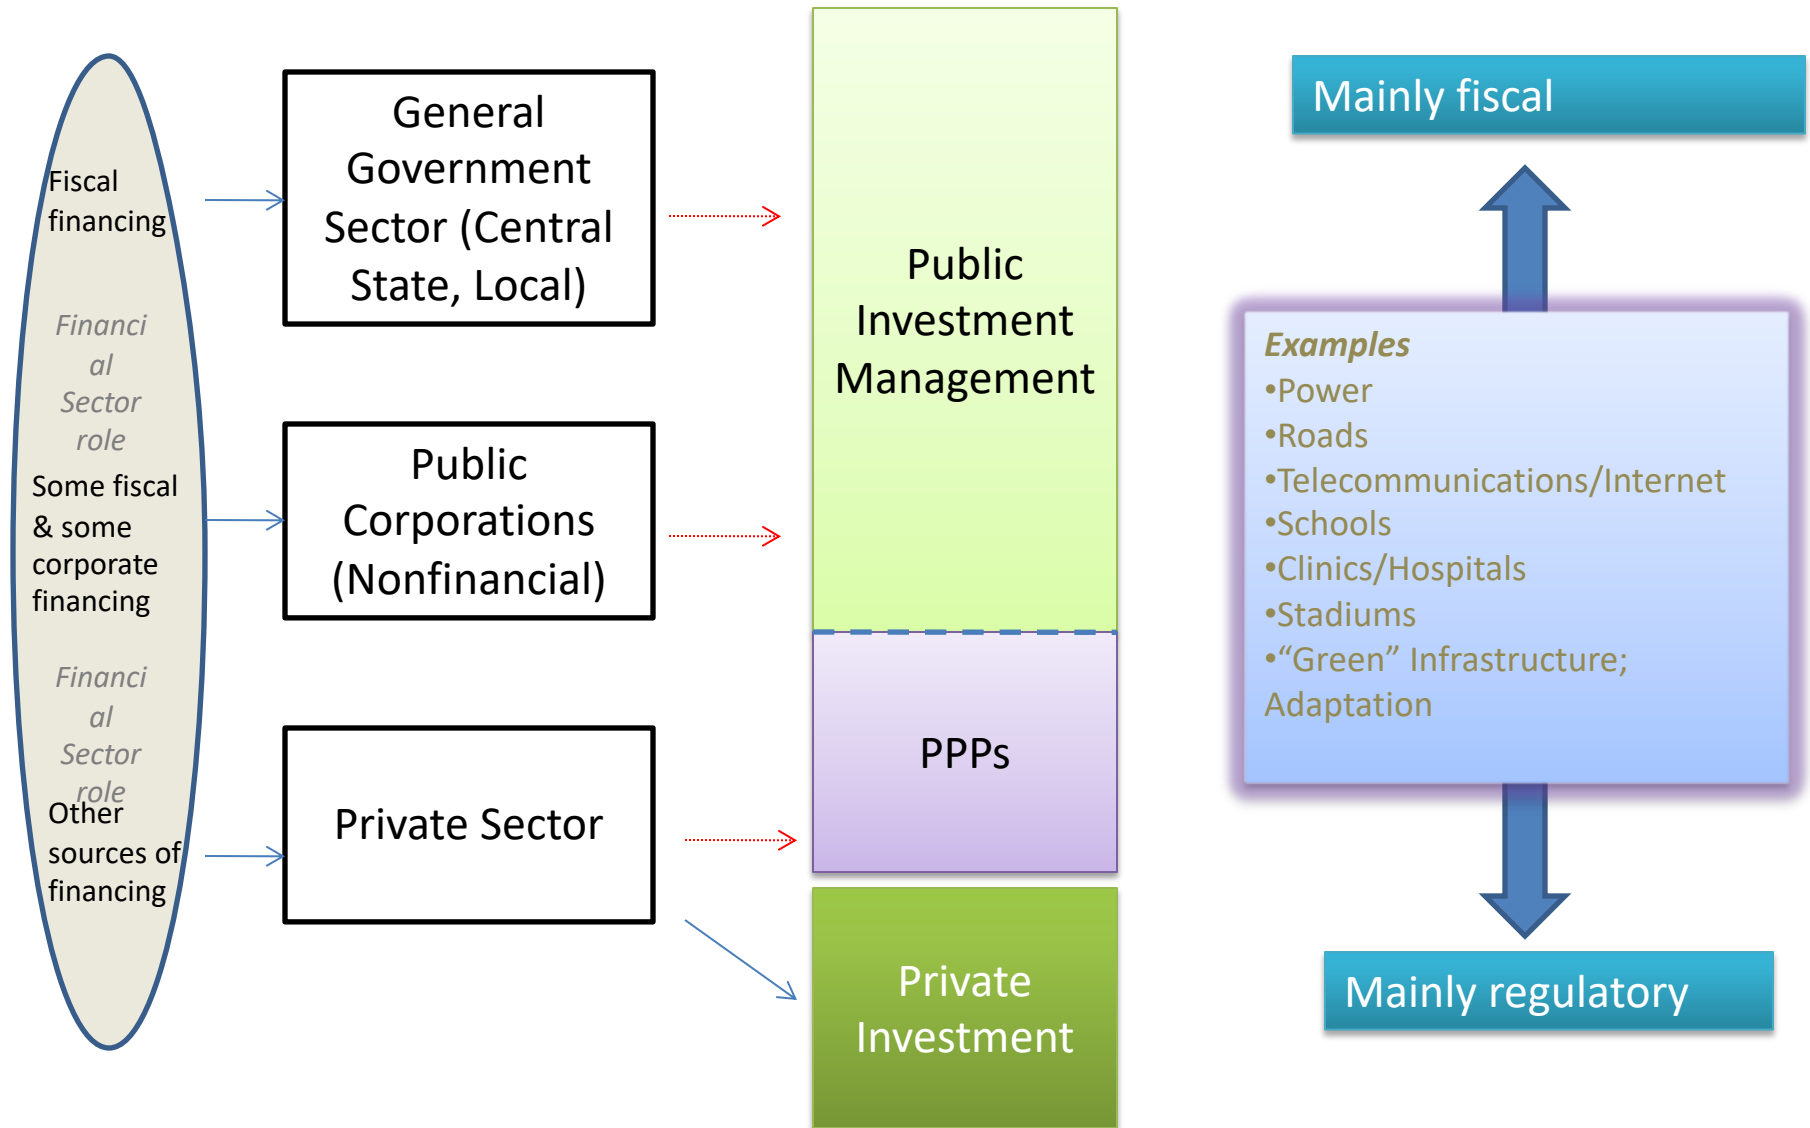 Fiscal
financing
Financi
al
Sector
role
Some fiscal
& some
corporate
financing
Financi
al
Sector
role
Other
sources of
financing
General
Government
Sector (Central
State, Local)
Public
Corporations
(Nonfinancial)
Private Sector
Public
Investment
Management
PPPs
Private
Investment
Mainly fiscal
Examples
•Power
•Roads
•Telecommunications/Internet
•Schools
•Clinics/Hospitals
•Stadiums
•“Green” Infrastructure;
Adaptation
Mainly regulatory